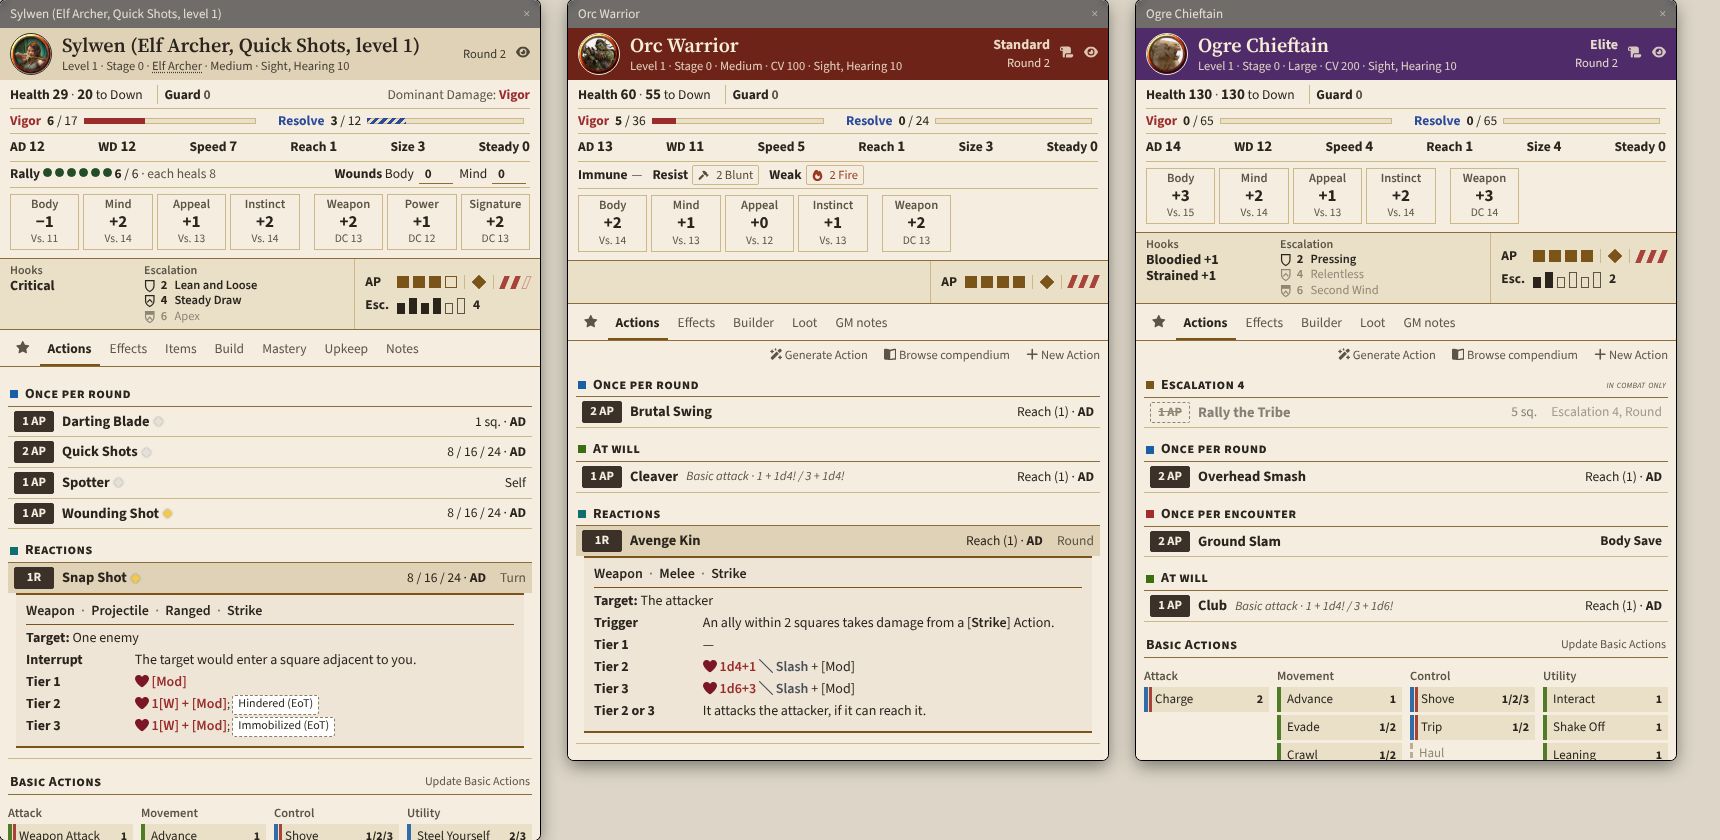 Sylwen (Elf Archer, Quick Shots, level 1) ×
Sylwen (Elf Archer, Quick Shots, level 1)
Level 1 · Stage 0 · Elf Archer · Medium · Sight, Hearing 10
Round 2
Health 29 · 20 to Down Guard 0 Dominant Damage: Vigor
Vigor 6 / 17 Resolve 3 / 12
AD 12 WD 12 Speed 7 Reach 1 Size 3 Steady 0
Rally 6 / 6 · each heals 8 Wounds Body 0 Mind 0
Body Mind Appeal Instinct Weapon Power Signature
−1 +2 +1 +2 +2 +1 +2
Vs. 11 Vs. 14 Vs. 13 Vs. 14 DC 13 DC 12 DC 13
Hooks
Critical
Escalation
2 Lean and Loose
4 Steady Draw
6 Apex
AP
Esc. 4
Actions Effects Items Build Mastery Upkeep Notes
ONCE PER ROUND
1 AP Darting Blade 1 sq. · AD
2 AP Quick Shots 8 / 16 / 24 · AD
1 AP Spotter Self
1 AP Wounding Shot 8 / 16 / 24 · AD
REACTIONS
1R Snap Shot 8 / 16 / 24 · AD Turn
Weapon · Projectile · Ranged · Strike
Target: One enemy
Interrupt The target would enter a square adjacent to you.
Tier 1 [Mod]
Tier 2 1[W] + [Mod]; Hindered (EoT)
Tier 3 1[W] + [Mod]; Immobilized (EoT)
BASIC ACTIONS Update Basic Actions
Attack Movement Control Utility
Weapon Attack 1 Advance 1 Shove 1/2/3 Steel Yourself 2/3
Orc Warrior ×
Orc Warrior
Level 1 · Stage 0 · Medium · CV 100 · Sight, Hearing 10
Standard
Round 2
Health 60 · 55 to Down Guard 0
Vigor 5 / 36 Resolve 0 / 24
AD 13 WD 11 Speed 5 Reach 1 Size 3 Steady 0
Immune — Resist 2 Blunt Weak 2 Fire
Body Mind Appeal Instinct Weapon
+2 +1 +0 +1 +2
Vs. 14 Vs. 13 Vs. 12 Vs. 13 DC 13
AP
Actions Effects Builder Loot GM notes
Generate Action Browse compendium New Action
ONCE PER ROUND
2 AP Brutal Swing Reach (1) · AD
AT WILL
1 AP Cleaver Basic attack · 1 + 1d4! / 3 + 1d4! Reach (1) · AD
REACTIONS
1R Avenge Kin Reach (1) · AD Round
Weapon · Melee · Strike
Target: The attacker
Trigger An ally within 2 squares takes damage from a [Strike] Action.
Tier 1 —
Tier 2 1d4+1 Slash + [Mod]
Tier 3 1d6+3 Slash + [Mod]
Tier 2 or 3 It attacks the attacker, if it can reach it.
Ogre Chieftain ×
Ogre Chieftain
Level 1 · Stage 0 · Large · CV 200 · Sight, Hearing 10
Elite
Round 2
Health 130 · 130 to Down Guard 0
Vigor 0 / 65 Resolve 0 / 65
AD 14 WD 12 Speed 4 Reach 1 Size 4 Steady 0
Body Mind Appeal Instinct Weapon
+3 +2 +1 +2 +3
Vs. 15 Vs. 14 Vs. 13 Vs. 14 DC 14
Hooks
Bloodied +1
Strained +1
Escalation
2 Pressing
4 Relentless
6 Second Wind
AP
Esc. 2
Actions Effects Builder Loot GM notes
Generate Action Browse compendium New Action
ESCALATION 4 IN COMBAT ONLY
1 AP Rally the Tribe 5 sq. Escalation 4, Round
ONCE PER ROUND
2 AP Overhead Smash Reach (1) · AD
ONCE PER ENCOUNTER
2 AP Ground Slam Body Save
AT WILL
1 AP Club Basic attack · 1 + 1d4! / 3 + 1d6! Reach (1) · AD
BASIC ACTIONS Update Basic Actions
Attack Movement Control Utility
Charge 2 Advance 1 Shove 1/2/3 Interact 1
Evade 1/2 Trip 1/2 Shake Off 1
Crawl 1/2 Haul Leaning 1